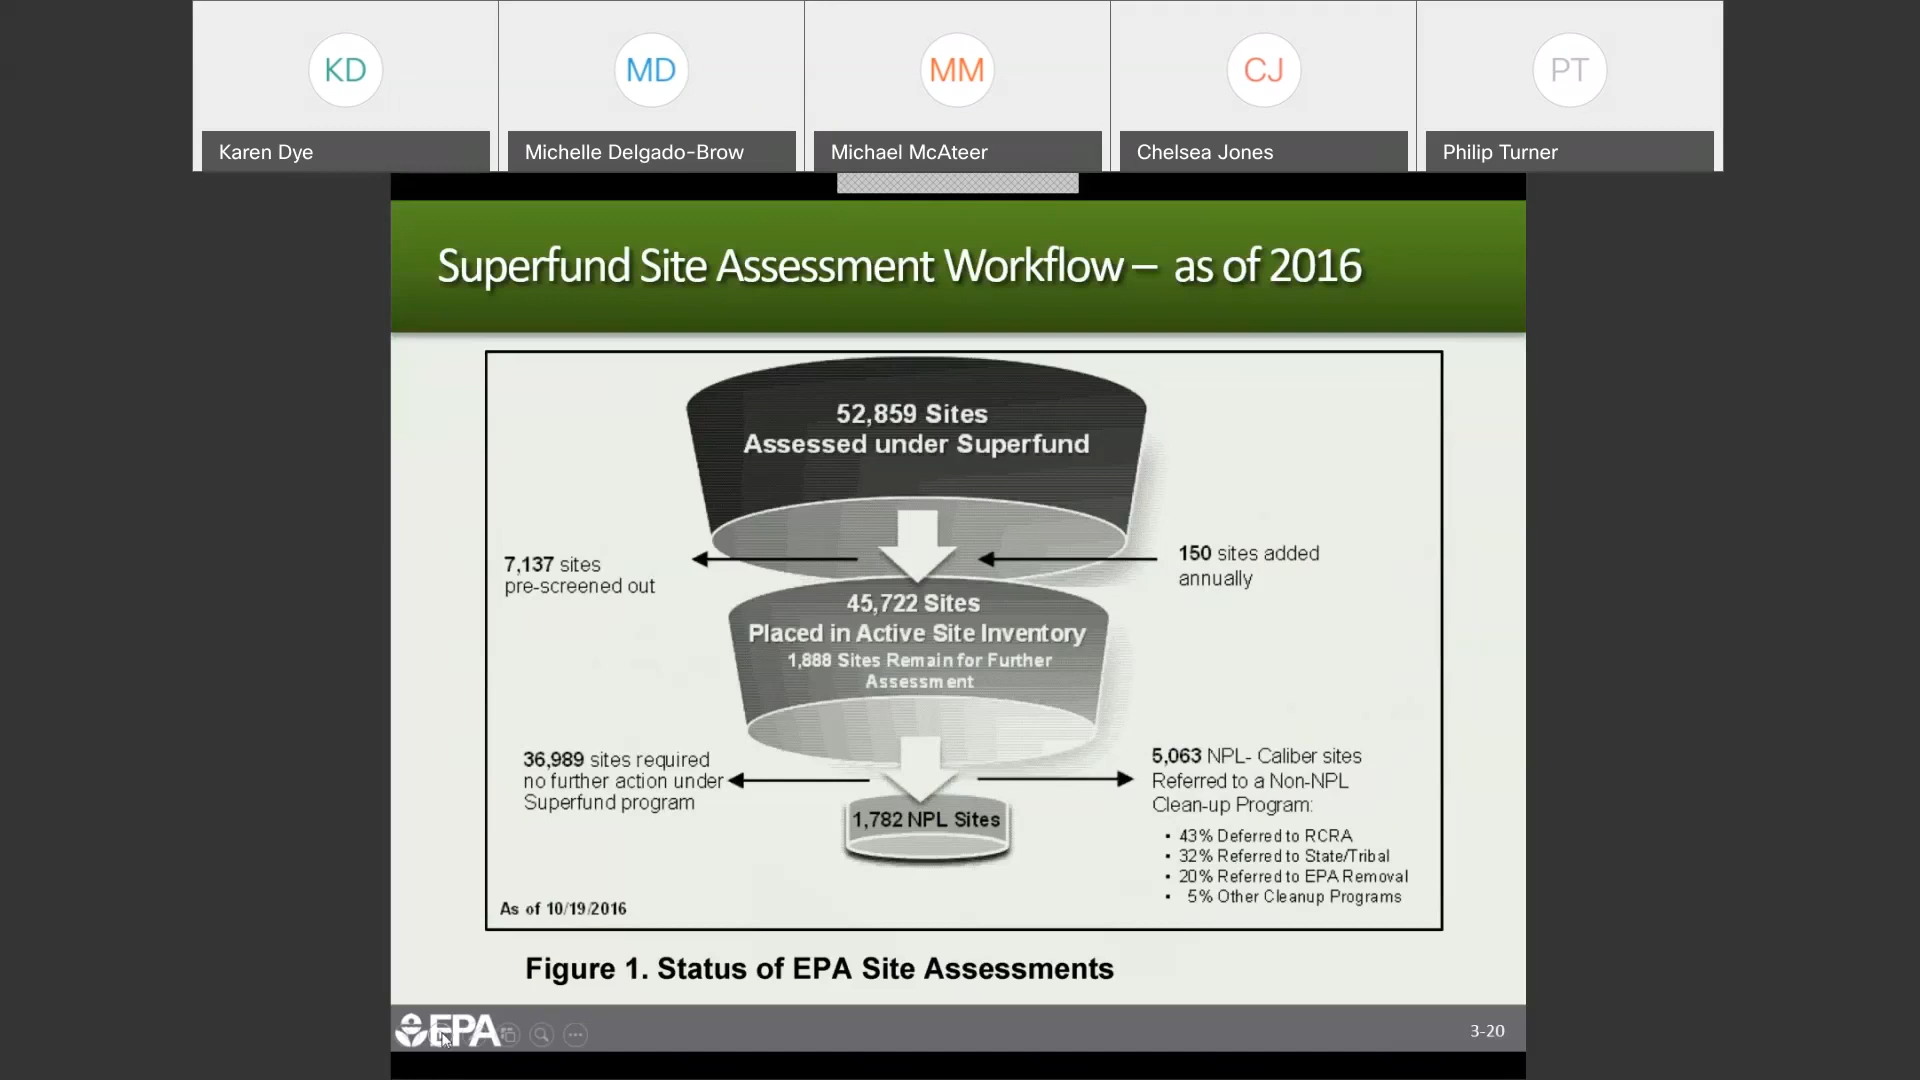 KD
MD
MM
CJ
PT
Karen Dye
Michelle Delgado-Brow
Michael McAteer
Chelsea Jones
Philip Turner
Superfund Site Assessment Workflow – as of 2016
52,859 Sites
Assessed under Superfund
7,137 sites
pre-screened out
150 sites added
annually
45,722 Sites
Placed in Active Site Inventory
1,888 Sites Remain for Further
Assessment
36,989 sites required
no further action under
Superfund program
5,063 NPL- Caliber sites
Referred to a Non-NPL
Clean-up Program:
• 43% Deferred to RCRA
• 32% Referred to State/Tribal
• 20% Referred to EPA Removal
• 5% Other Cleanup Programs
1,782 NPL Sites
As of 10/19/2016
Figure 1. Status of EPA Site Assessments
EPA
3-20